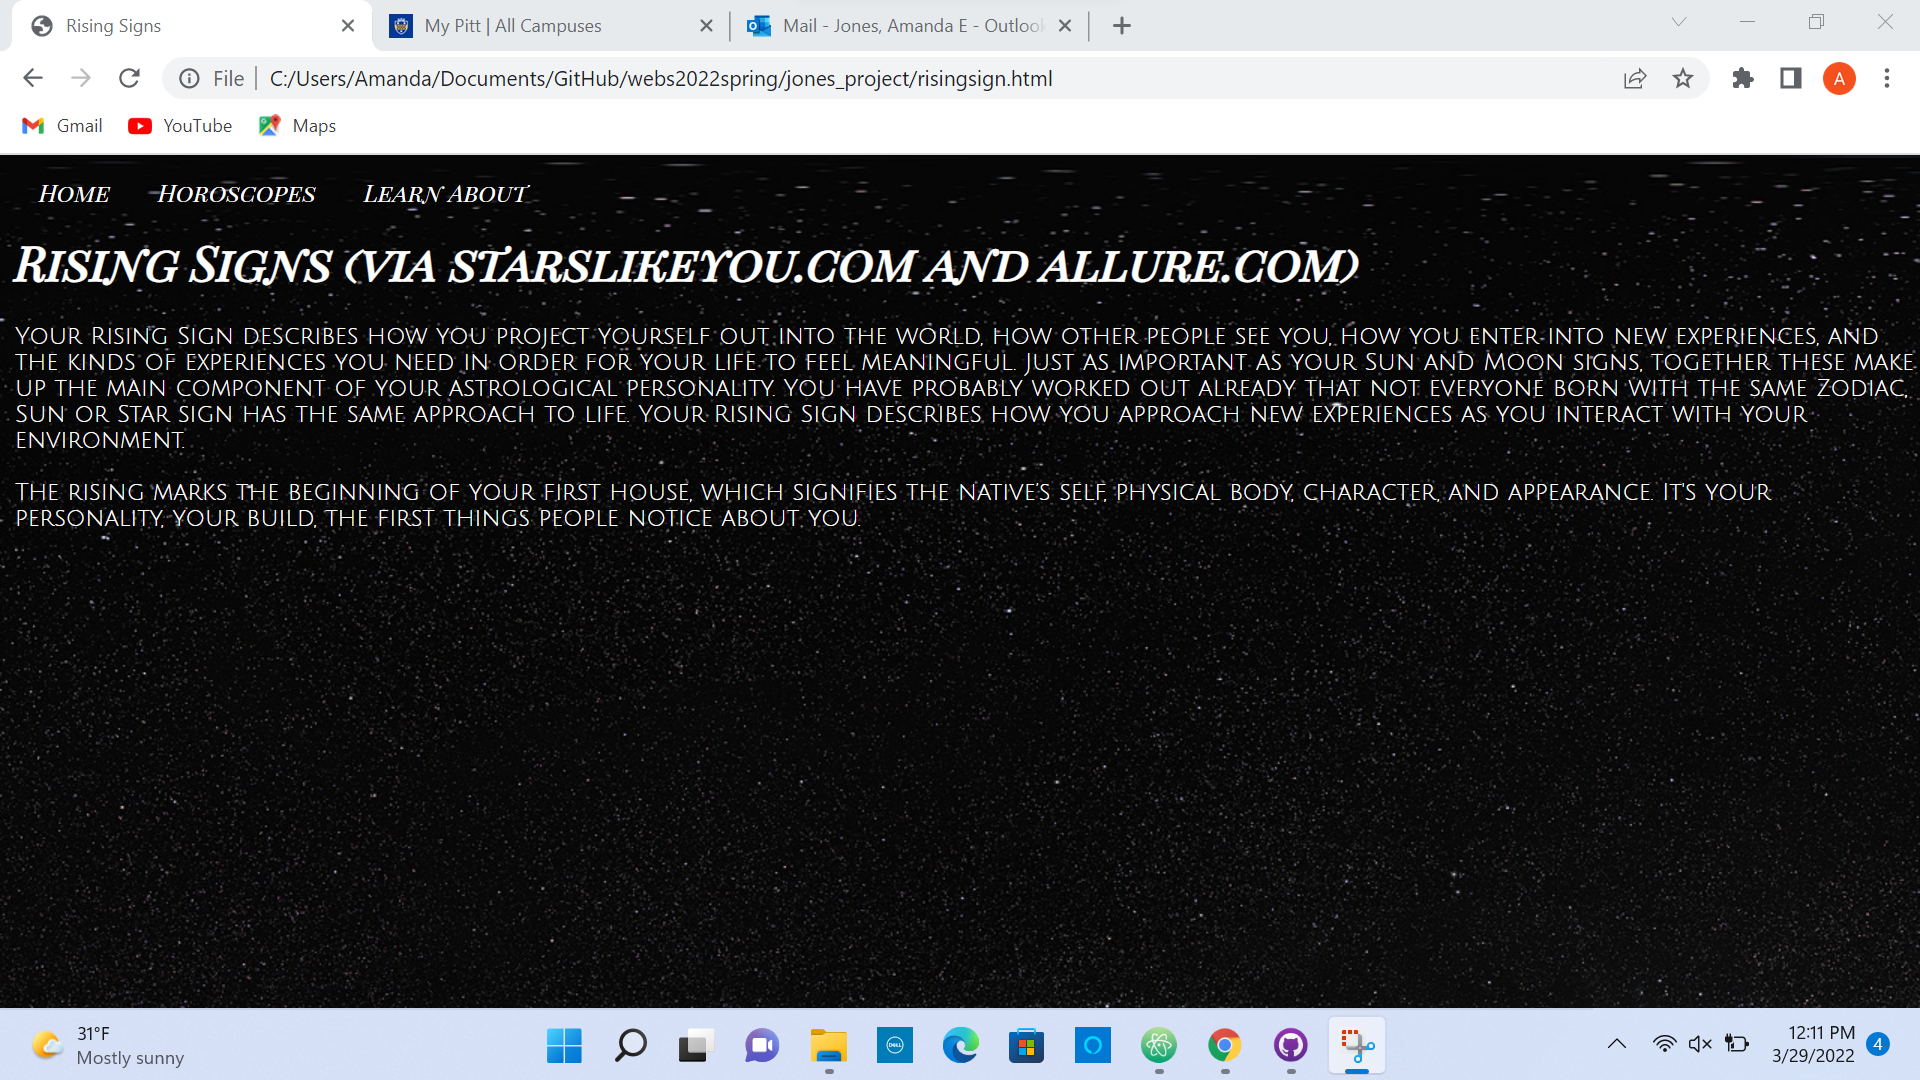 Rising Signs
My Pitt | All Campuses
Mail - Jones, Amanda E - Outloo
File
C:/Users/Amanda/Documents/GitHub/webs2022spring/jones_project/risingsign.html
A
Gmail
YouTube
Maps
Home Horoscopes Learn About
Rising Signs (via starslikeyou.com and allure.com)
Your Rising Sign describes how you project yourself out into the world, how other people see you, how you enter into new experiences, and
the kinds of experiences you need in order for your life to feel meaningful. Just as important as your Sun and Moon signs, together these make
up the main component of your astrological personality. You have probably worked out already that not everyone born with the same Zodiac,
Sun or Star sign has the same approach to life. Your Rising Sign describes how you approach new experiences as you interact with your
environment.
The rising marks the beginning of your first house, which signifies the native's self, physical body, character, and appearance. It's your
personality, your build, the first things people notice about you.
31°F
Mostly sunny
DELL
12:11 PM
3/29/2022
4